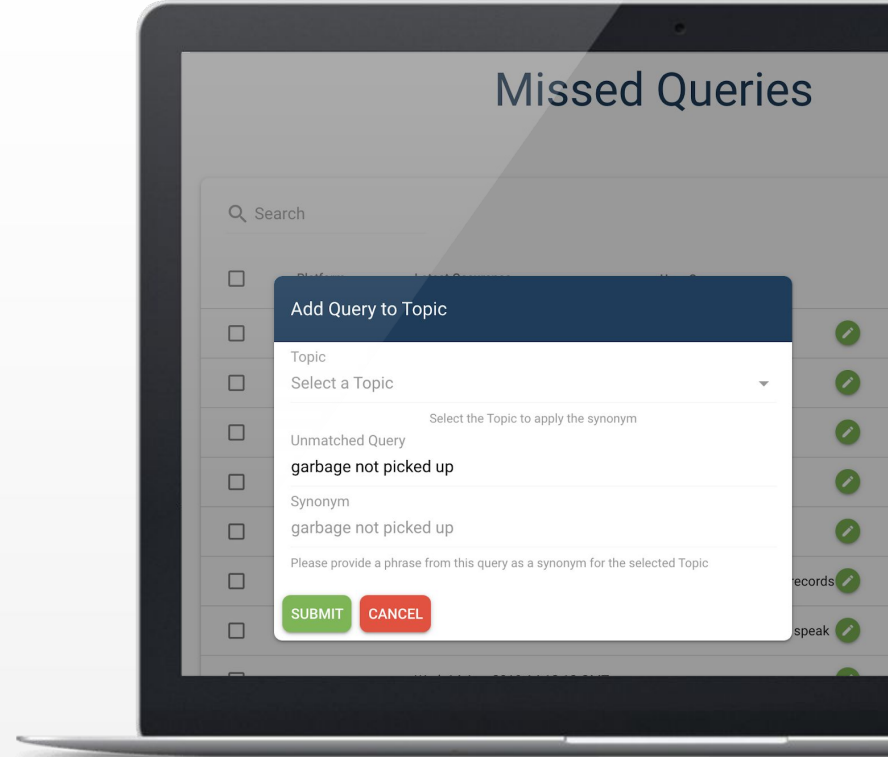 Missed Queries
Search
Add Query to Topic
Topic
Select a Topic
Select the Topic to apply the synonym
Unmatched Query
garbage not picked up
Synonym
garbage not picked up
Please provide a phrase from this query as a synonym for the selected Topic
records
SUBMIT CANCEL
speak